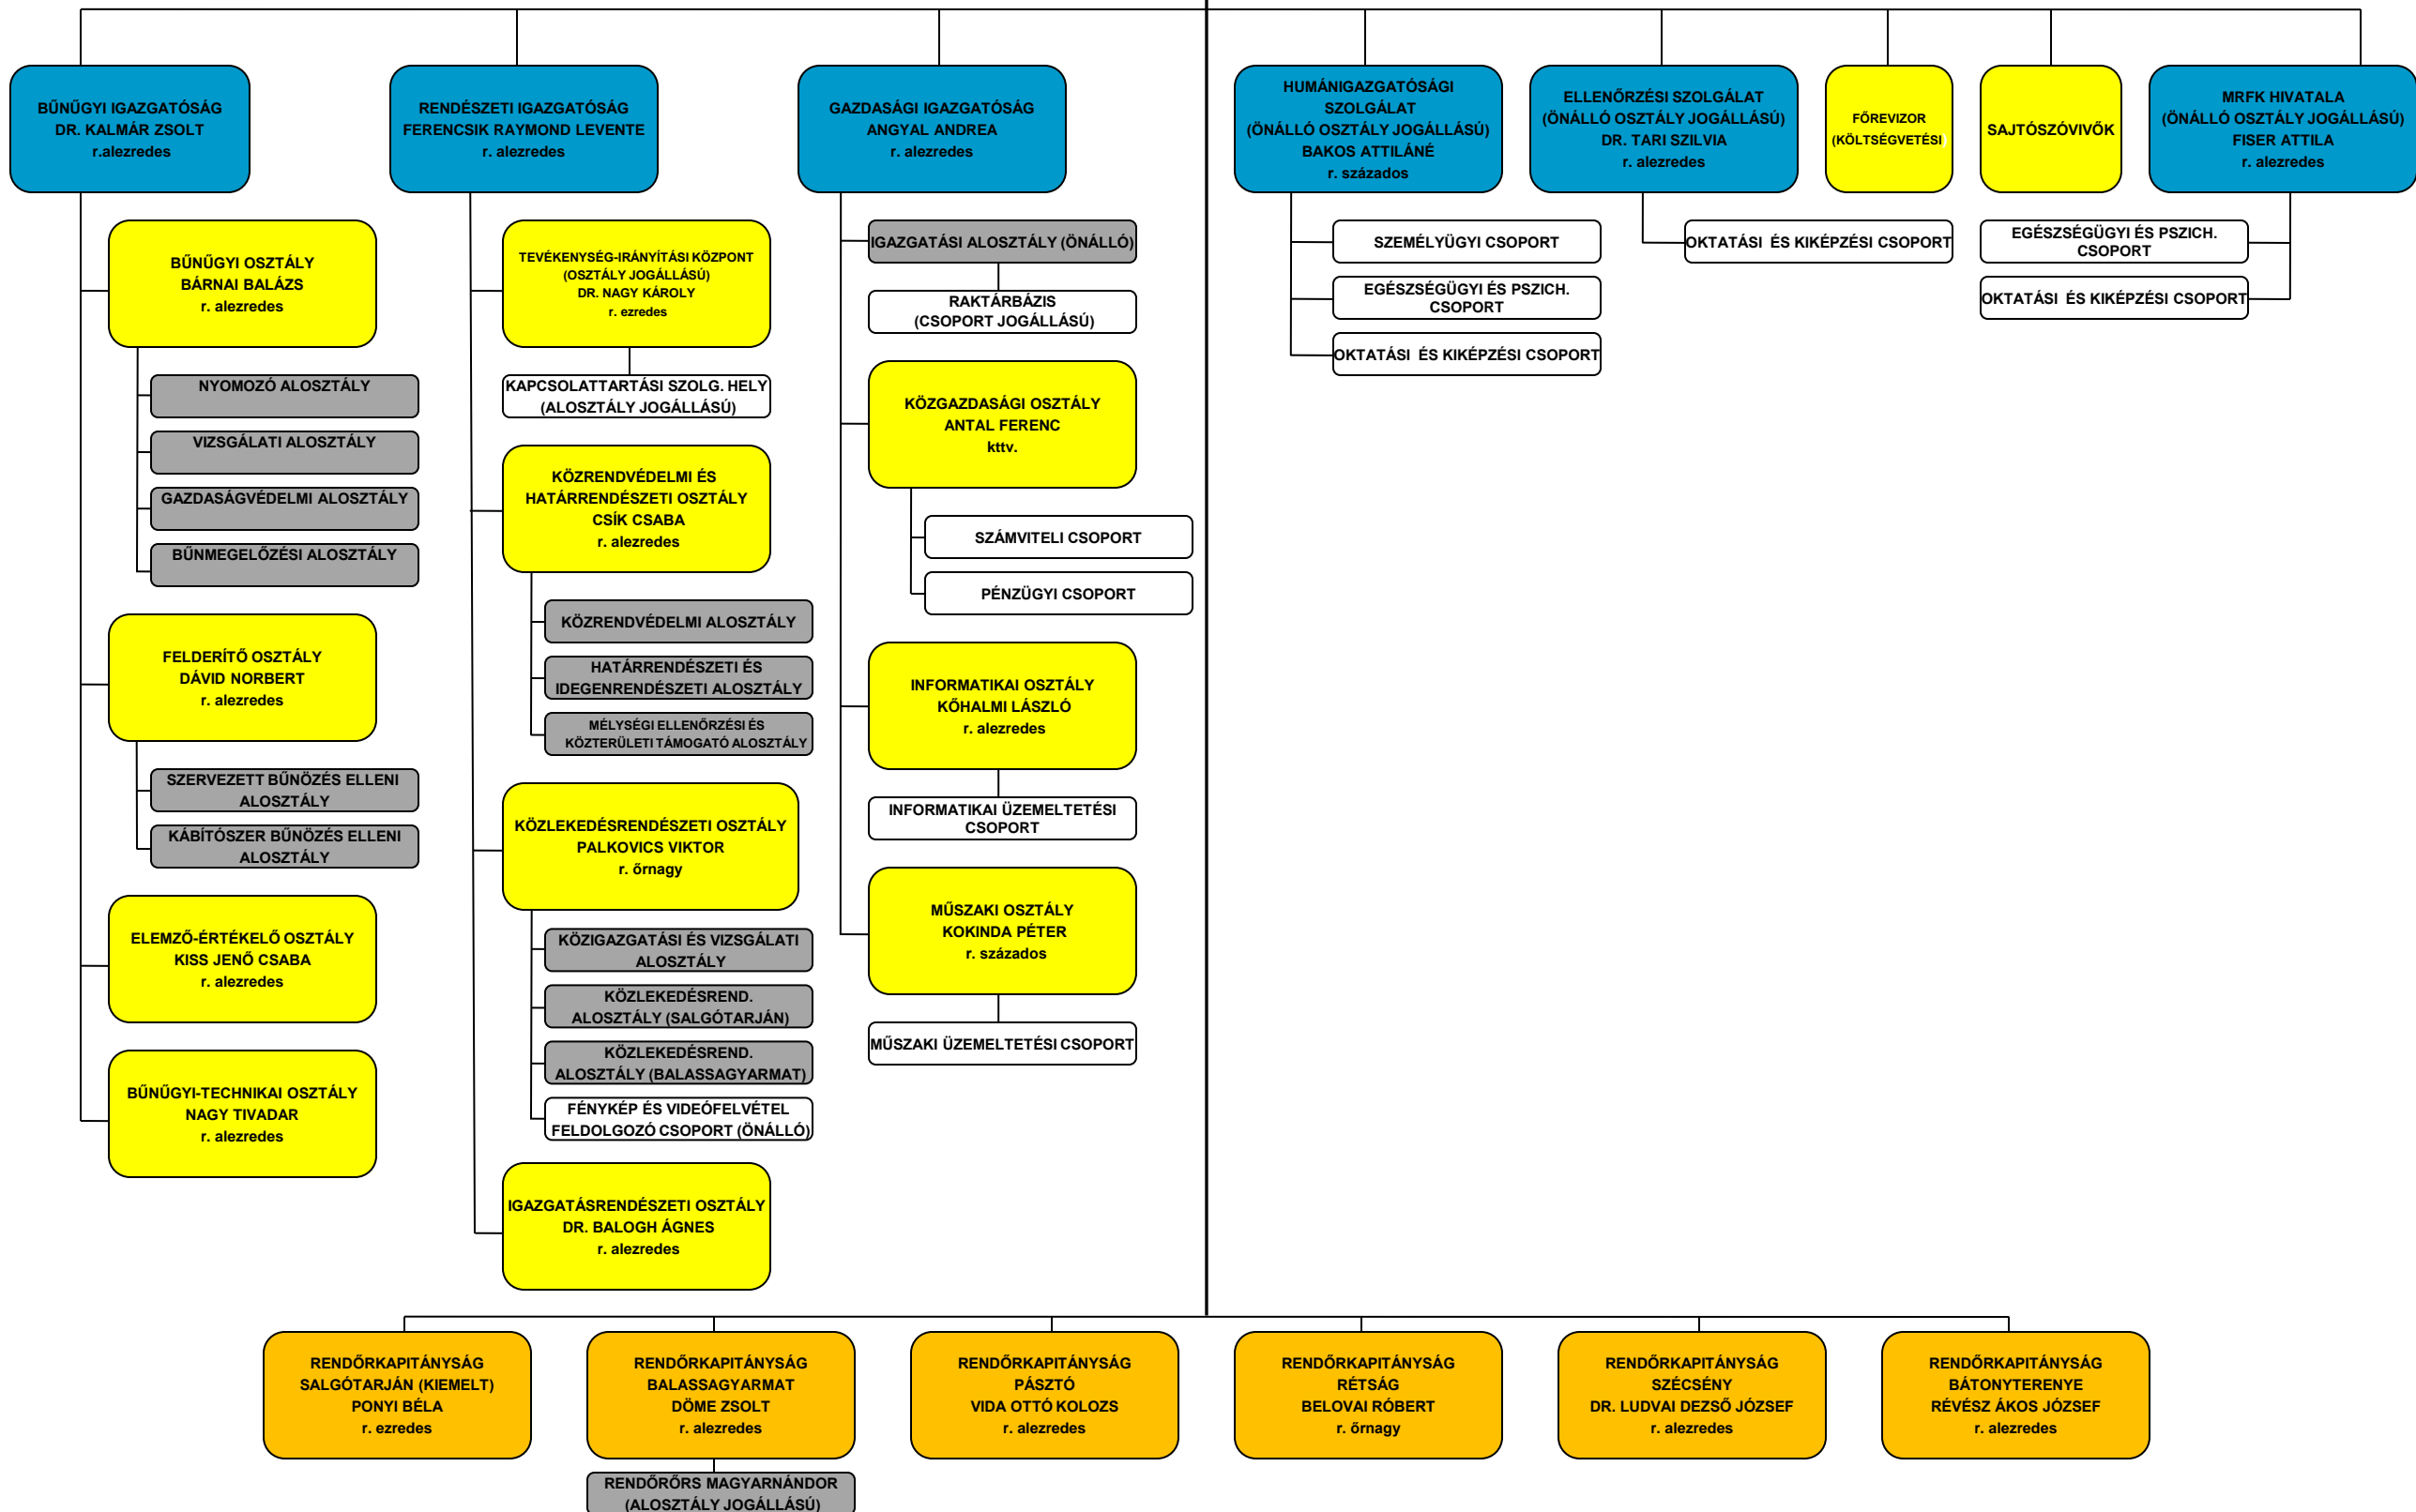 BŰNŰGYI IGAZGATÓSÁG
DR. KALMÁR ZSOLT
r.alezredes
RENDÉSZETI IGAZGATÓSÁG
FERENCSIK RAYMOND LEVENTE
r. alezredes
GAZDASÁGI IGAZGATÓSÁG
ANGYAL ANDREA
r. alezredes
HUMÁNIGAZGATÓSÁGI
SZOLGÁLAT
(ÖNÁLLÓ OSZTÁLY JOGÁLLÁSÚ)
BAKOS ATTILÁNÉ
r. százados
ELLENŐRZÉSI SZOLGÁLAT
(ÖNÁLLÓ OSZTÁLY JOGÁLLÁSÚ)
DR. TARI SZILVIA
r. alezredes
FŐREVIZOR
(KÖLTSÉGVETÉSI)
SAJTÓSZÓVIVŐK
MRFK HIVATALA
(ÖNÁLLÓ OSZTÁLY JOGÁLLÁSÚ)
FISER ATTILA
r. alezredes
BŰNŰGYI OSZTÁLY
BÁRNAI BALÁZS
r. alezredes
NYOMOZÓ ALOSZTÁLY
VIZSGÁLATI ALOSZTÁLY
GAZDASÁGVÉDELMI ALOSZTÁLY
BŰNMEGELŐZÉSI ALOSZTÁLY
FELDERÍTŐ OSZTÁLY
DÁVID NORBERT
r. alezredes
SZERVEZETT BŰNÖZÉS ELLENI
ALOSZTÁLY
KÁBÍTÓSZER BŰNÖZÉS ELLENI
ALOSZTÁLY
ELEMZŐ-ÉRTÉKELŐ OSZTÁLY
KISS JENŐ CSABA
r. alezredes
BŰNŰGYI-TECHNIKAI OSZTÁLY
NAGY TIVADAR
r. alezredes
TEVÉKENYSÉG-IRÁNYÍTÁSI KÖZPONT
(OSZTÁLY JOGÁLLÁSÚ)
DR. NAGY KÁROLY
r. ezredes
KAPCSOLATTARTÁSI SZOLG. HELY
(ALOSZTÁLY JOGÁLLÁSÚ)
KÖZRENDVÉDELMI ÉS
HATÁRRENDÉSZETI OSZTÁLY
CSÍK CSABA
r. alezredes
KÖZRENDVÉDELMI ALOSZTÁLY
HATÁRRENDÉSZETI ÉS
IDEGENRENDÉSZETI ALOSZTÁLY
MÉLYSÉGI ELLENŐRZÉSI ÉS
KÖZTERÜLETI TÁMOGATÓ ALOSZTÁLY
KÖZLEKEDÉSRENDÉSZETI OSZTÁLY
PALKOVICS VIKTOR
r. őrnagy
KÖZIGAZGATÁSI ÉS VIZSGÁLATI
ALOSZTÁLY
KÖZLEKEDÉSREND.
ALOSZTÁLY (SALGÓTARJÁN)
KÖZLEKEDÉSREND.
ALOSZTÁLY (BALASSAGYARMAT)
FÉNYKÉP ÉS VIDEÓFELVÉTEL
FELDOLGOZÓ CSOPORT (ÖNÁLLÓ)
IGAZGATÁSRENDÉSZETI OSZTÁLY
DR. BALOGH ÁGNES
r. alezredes
IGAZGATÁSI ALOSZTÁLY (ÖNÁLLÓ)
RAKTÁRBÁZIS
(CSOPORT JOGÁLLÁSÚ)
KÖZGAZDASÁGI OSZTÁLY
ANTAL FERENC
kttv.
SZÁMVITELI CSOPORT
PÉNZÜGYI CSOPORT
INFORMATIKAI OSZTÁLY
KŐHALMI LÁSZLÓ
r. alezredes
INFORMATIKAI ÜZEMELTETÉSI
CSOPORT
MŰSZAKI OSZTÁLY
KOKINDA PÉTER
r. százados
MŰSZAKI ÜZEMELTETÉSI CSOPORT
SZEMÉLYÜGYI CSOPORT
EGÉSZSÉGÜGYI ÉS PSZICH.
CSOPORT
OKTATÁSI ÉS KIKÉPZÉSI CSOPORT
OKTATÁSI ÉS KIKÉPZÉSI CSOPORT
EGÉSZSÉGÜGYI ÉS PSZICH.
CSOPORT
OKTATÁSI ÉS KIKÉPZÉSI CSOPORT
RENDŐRKAPITÁNYSÁG
SALGÓTARJÁN (KIEMELT)
PONYI BÉLA
r. ezredes
RENDŐRKAPITÁNYSÁG
BALASSAGYARMAT
DÖME ZSOLT
r. alezredes
RENDŐRŐRS MAGYARNÁNDOR
(ALOSZTÁLY JOGÁLLÁSÚ)
RENDŐRKAPITÁNYSÁG
PÁSZTÓ
VIDA OTTÓ KOLOZS
r. alezredes
RENDŐRKAPITÁNYSÁG
RÉTSÁG
BELOVAI RÓBERT
r. őrnagy
RENDŐRKAPITÁNYSÁG
SZÉCSÉNY
DR. LUDVAI DEZSŐ JÓZSEF
r. alezredes
RENDŐRKAPITÁNYSÁG
BÁTONYTERENYE
RÉVÉSZ ÁKOS JÓZSEF
r. alezredes